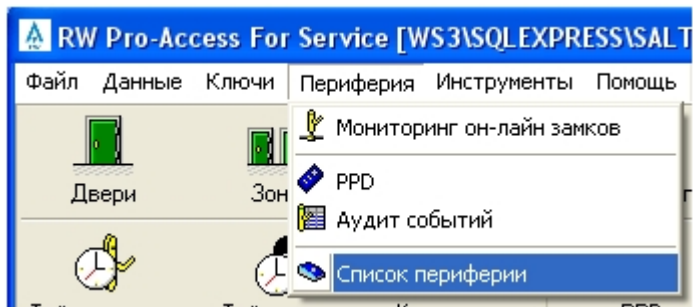 RW Pro-Access For Service [WS3\SQLEXPRESS\SALT
Файл Данные Ключи Периферия Инструменты Помощь
Мониторинг он-лайн замков
PPD
Аудит событий
Список периферии
Двери
Зон